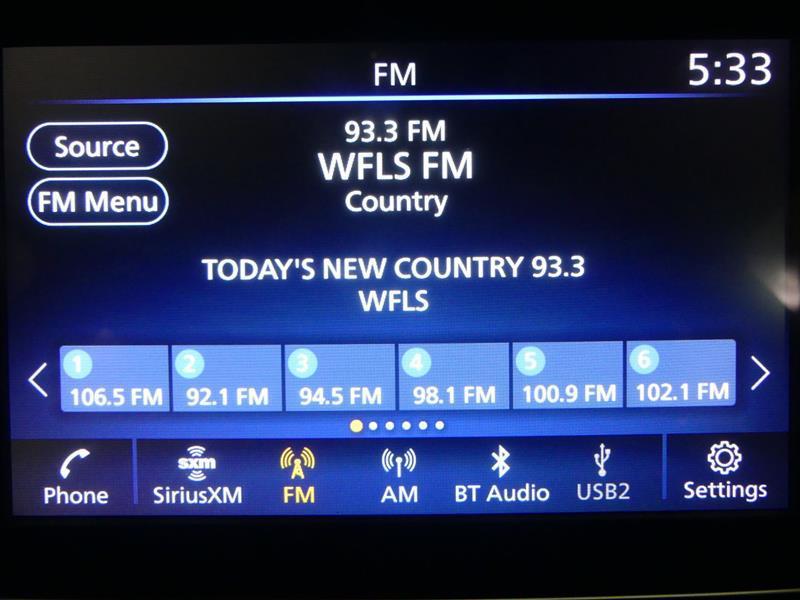 FM
5:33
Source
93.3 FM
WFLS FM
FM Menu
Country
TODAY'S NEW COUNTRY 93.3
WFLS
1 2 3 4 5 6
106.5 FM 92.1 FM 94.5 FM 98.1 FM 100.9 FM 102.1 FM
sxm
Phone SiriusXM FM AM BT Audio USB2 Settings